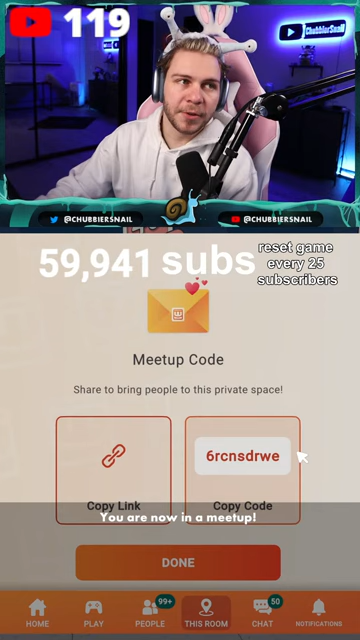 119
ChubbierSnail
@CHUBBIERSNAIL
@CHUBBIERSNAIL
59,941 subs
reset game
every 25
subscribers
Meetup Code
Share to bring people to this private space!
6rcnsdrwe
Copy Link
Copy Code
You are now in a meetup!
DONE
99+
50
HOME
PLAY
PEOPLE
THIS ROOM
CHAT
NOTIFICATIONS